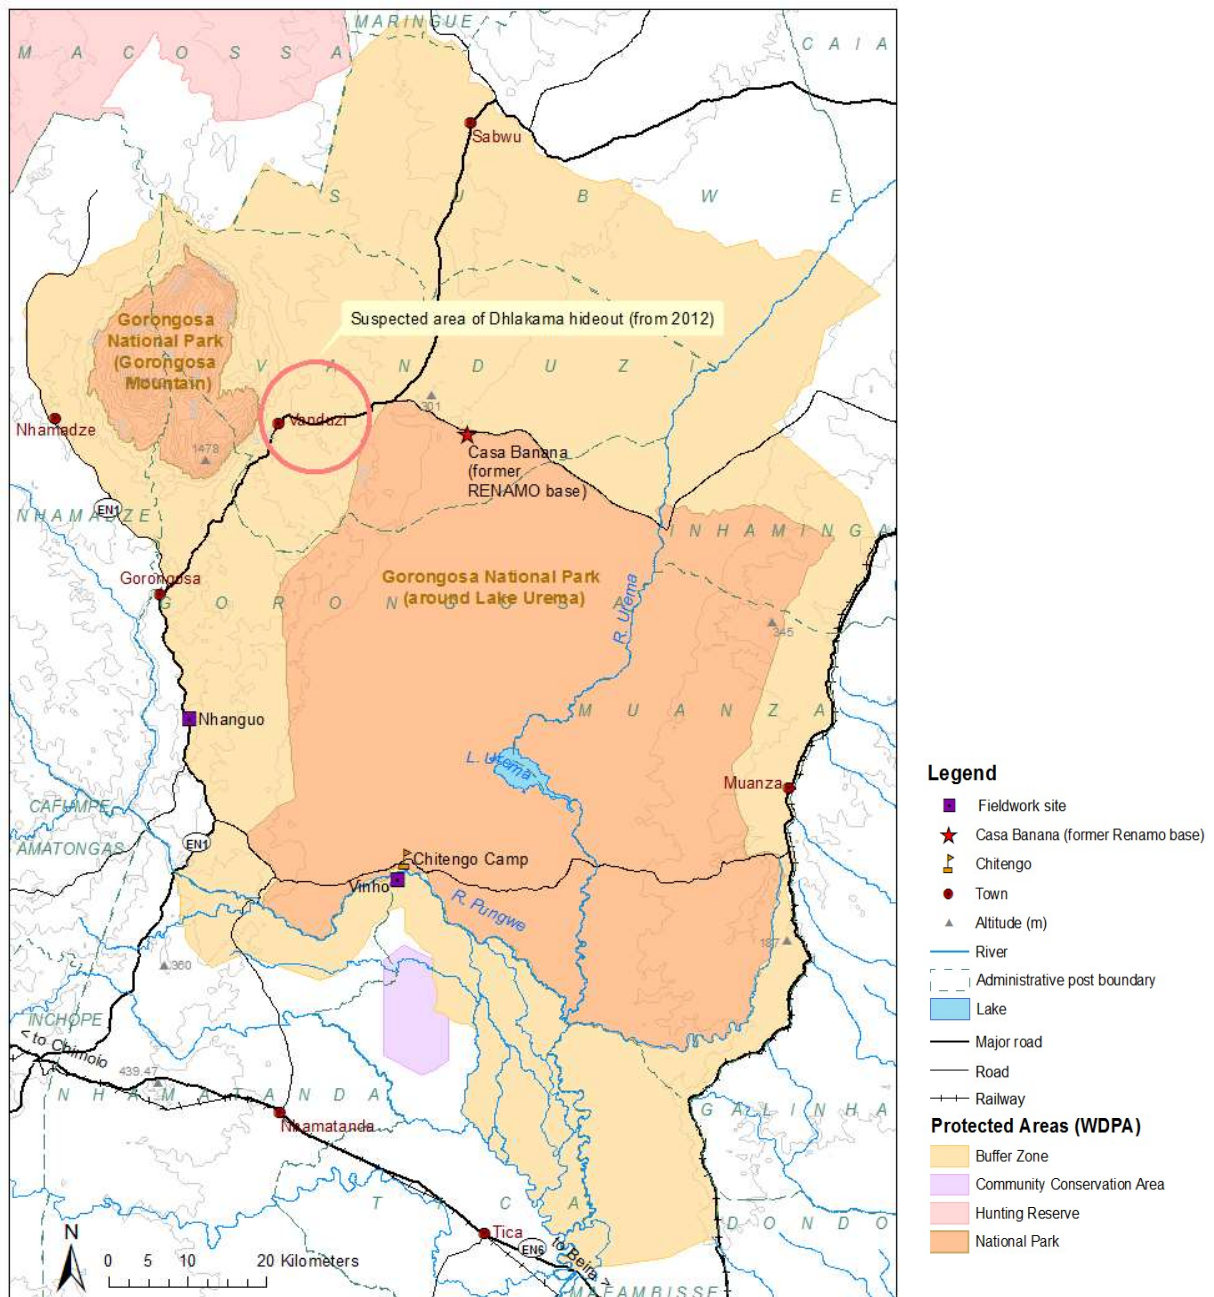 MARINGUE
CAIA
MACOSSA
Sabwu
SUBWE
Suspected area of Dhlakama hideout (from 2012)
Gorongosa
National Park
(Gorongosa
Mountain)
VANDUZI
301
Vanduzi
Nhamadze
Casa Banana
(former
RENAMO base)
1478
EN1
NHAMADZE
INHAMINGA
Gorongosa
Gorongosa National Park
(around Lake Urema)
GORONGOSA
R. Urema
345
MUANZA
Nhanguo
L. Urema
Muanza
CAFUMPE
AMATONGAS
EN1
Chitengo Camp
Vinho
R. Pungwe
187
360
INCHOPE
< to Chimoio
439.47
NHAMATANDA
GALINHA
Nhamatanda
TICA
DONDO
Tica
EN6
to Beira >
MAFAMBISSE
N
0 5 10 20 Kilometers
Legend
Fieldwork site
Casa Banana (former Renamo base)
Chitengo
Town
Altitude (m)
River
Administrative post boundary
Lake
Major road
Road
Railway
Protected Areas (WDPA)
Buffer Zone
Community Conservation Area
Hunting Reserve
National Park